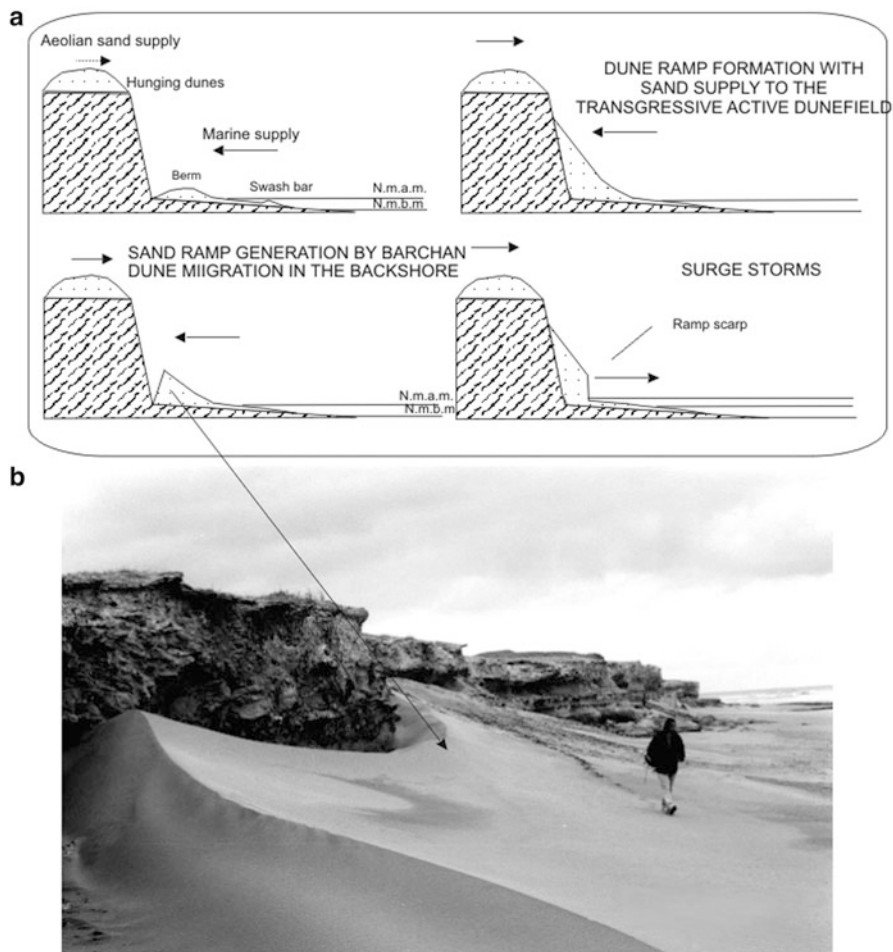 a
Aeolian sand supply
Hunging dunes
Marine supply
Berm
Swash bar
N.m.a.m.
N.m.b.m
DUNE RAMP FORMATION WITH
SAND SUPPLY TO THE
TRANSGRESSIVE ACTIVE DUNEFIELD
SAND RAMP GENERATION BY BARCHAN
DUNE MIIGRATION IN THE BACKSHORE
N.m.a.m.
N.m.b.m
SURGE STORMS
Ramp scarp
b